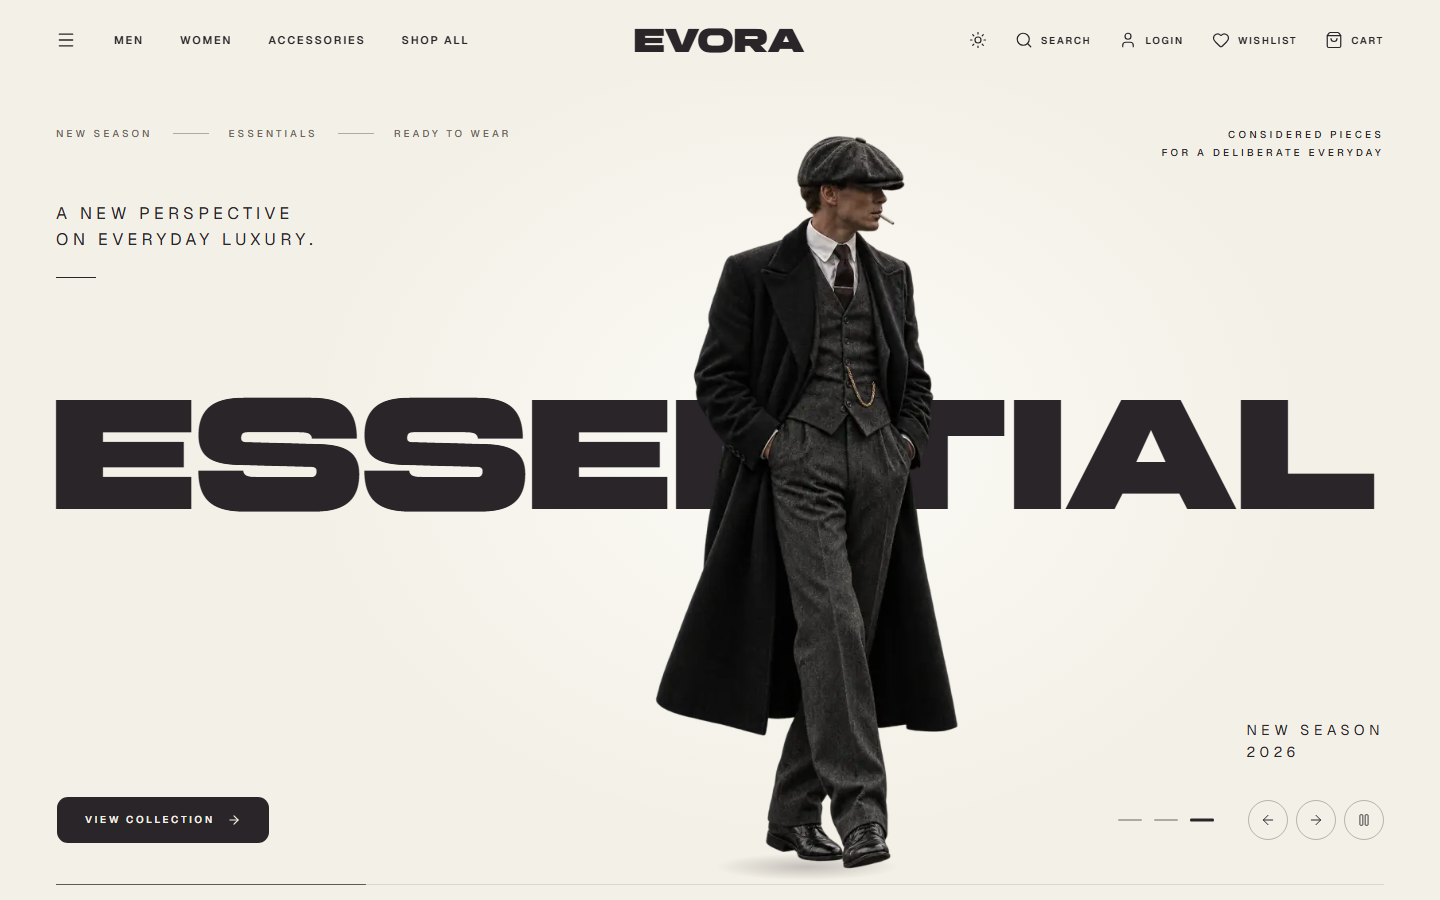 MEN WOMEN ACCESSORIES SHOP ALL EVORA SEARCH LOGIN WISHLIST CART
NEW SEASON ESSENTIALS READY TO WEAR
CONSIDERED PIECES
FOR A DELIBERATE EVERYDAY
A NEW PERSPECTIVE
ON EVERYDAY LUXURY.
ESSENTIAL
NEW SEASON
2026
VIEW COLLECTION